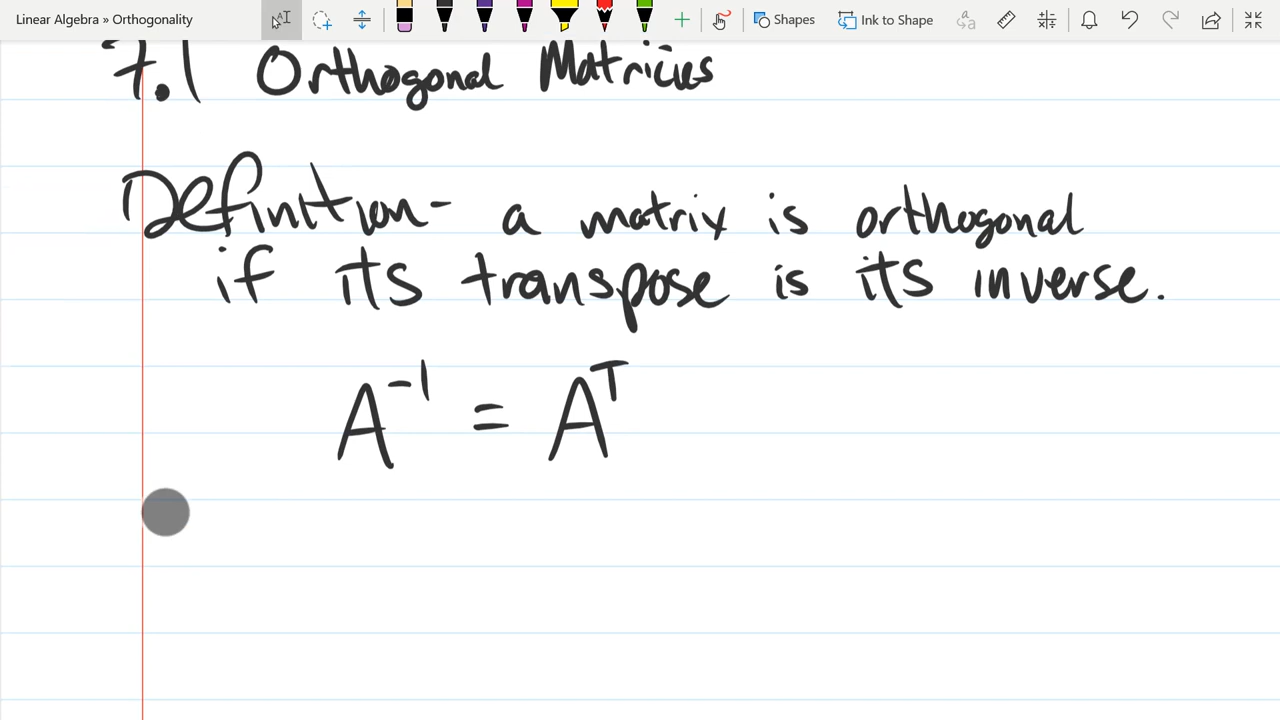 Linear Algebra » Orthogonality
Shapes
Ink to Shape
7.1 Orthogonal Matricies
Definition- a matrix is orthogonal
if its transpose is its inverse.
A⁻¹ = Aᵀ